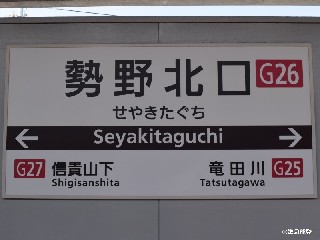 勢野北口 G26
せやきたぐち
← Seyakitaguchi →
G27 信貴山下 竜田川 G25
Shigisanshita Tatsutagawa